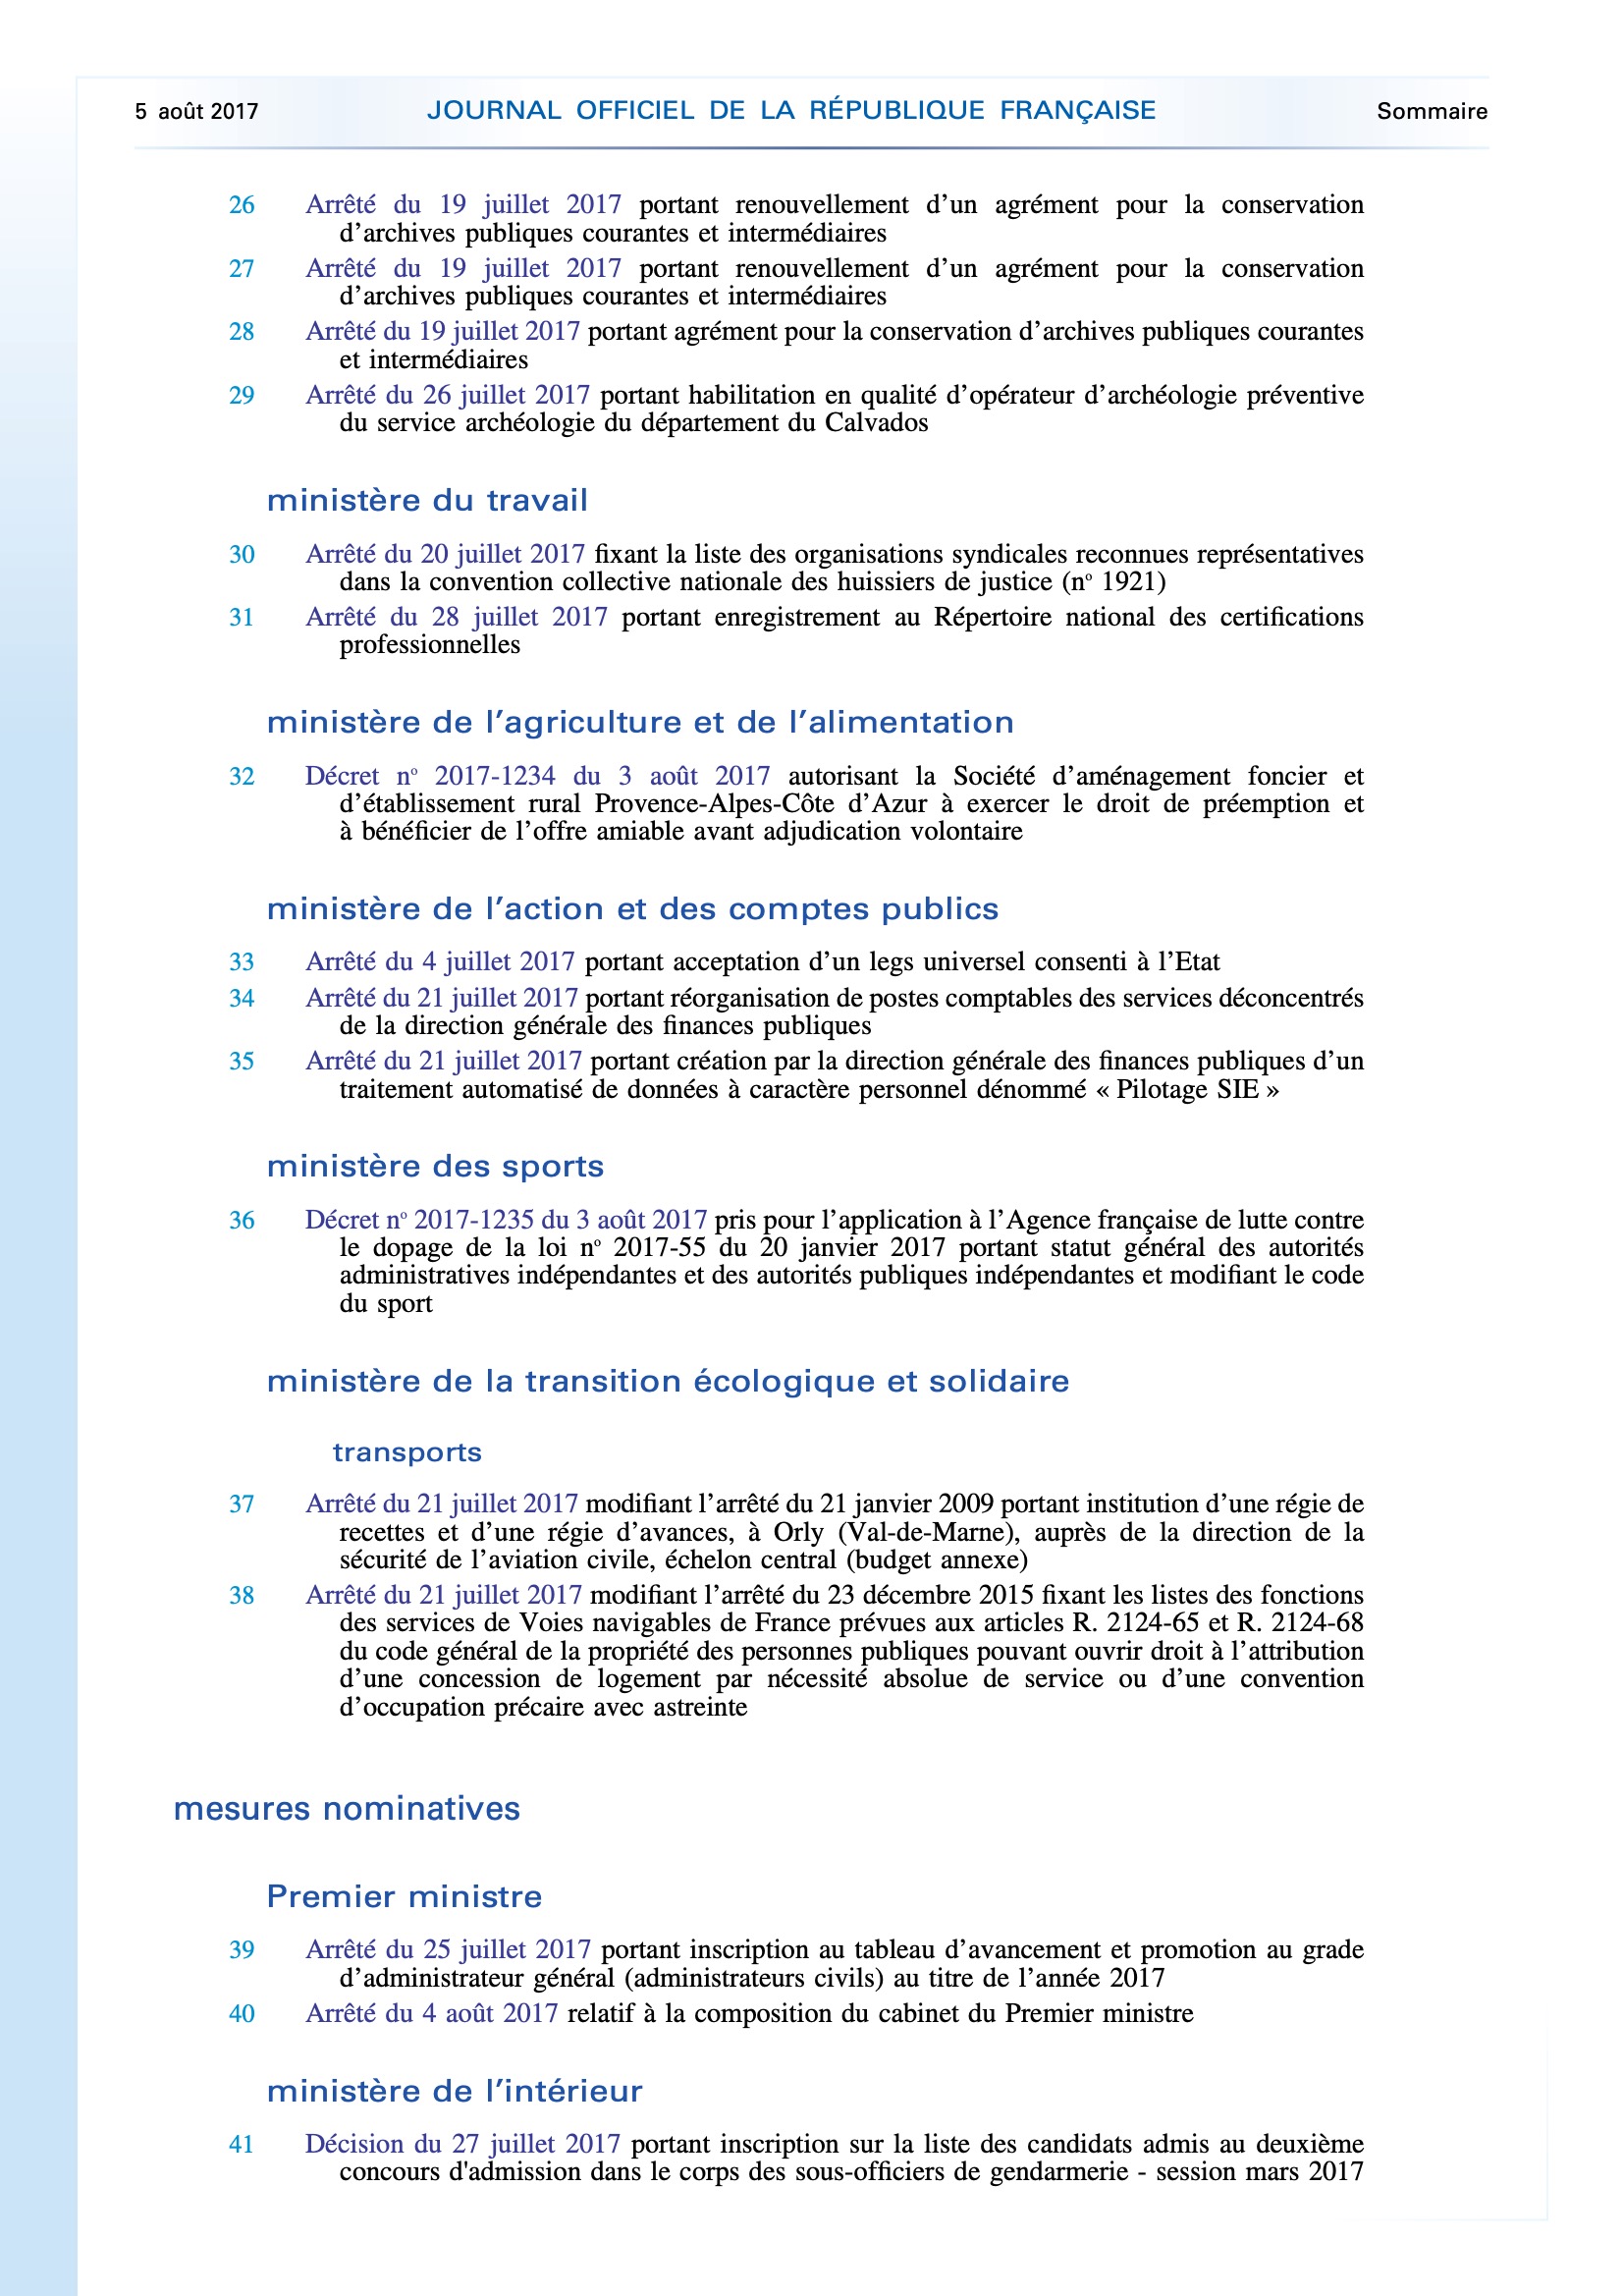 5 août 2017 JOURNAL OFFICIEL DE LA RÉPUBLIQUE FRANÇAISE Sommaire
26 Arrêté du 19 juillet 2017 portant renouvellement d’un agrément pour la conservation
d’archives publiques courantes et intermédiaires
27 Arrêté du 19 juillet 2017 portant renouvellement d’un agrément pour la conservation
d’archives publiques courantes et intermédiaires
28 Arrêté du 19 juillet 2017 portant agrément pour la conservation d’archives publiques courantes
et intermédiaires
29 Arrêté du 26 juillet 2017 portant habilitation en qualité d’opérateur d’archéologie préventive
du service archéologie du département du Calvados
ministère du travail
30 Arrêté du 20 juillet 2017 fixant la liste des organisations syndicales reconnues représentatives
dans la convention collective nationale des huissiers de justice (nº 1921)
31 Arrêté du 28 juillet 2017 portant enregistrement au Répertoire national des certifications
professionnelles
ministère de l’agriculture et de l’alimentation
32 Décret nº 2017-1234 du 3 août 2017 autorisant la Société d’aménagement foncier et
d’établissement rural Provence-Alpes-Côte d’Azur à exercer le droit de préemption et
à bénéficier de l’offre amiable avant adjudication volontaire
ministère de l’action et des comptes publics
33 Arrêté du 4 juillet 2017 portant acceptation d’un legs universel consenti à l’Etat
34 Arrêté du 21 juillet 2017 portant réorganisation de postes comptables des services déconcentrés
de la direction générale des finances publiques
35 Arrêté du 21 juillet 2017 portant création par la direction générale des finances publiques d’un
traitement automatisé de données à caractère personnel dénommé « Pilotage SIE »
ministère des sports
36 Décret nº 2017-1235 du 3 août 2017 pris pour l’application à l’Agence française de lutte contre
le dopage de la loi nº 2017-55 du 20 janvier 2017 portant statut général des autorités
administratives indépendantes et des autorités publiques indépendantes et modifiant le code
du sport
ministère de la transition écologique et solidaire
transports
37 Arrêté du 21 juillet 2017 modifiant l’arrêté du 21 janvier 2009 portant institution d’une régie de
recettes et d’une régie d’avances, à Orly (Val-de-Marne), auprès de la direction de la
sécurité de l’aviation civile, échelon central (budget annexe)
38 Arrêté du 21 juillet 2017 modifiant l’arrêté du 23 décembre 2015 fixant les listes des fonctions
des services de Voies navigables de France prévues aux articles R. 2124-65 et R. 2124-68
du code général de la propriété des personnes publiques pouvant ouvrir droit à l’attribution
d’une concession de logement par nécessité absolue de service ou d’une convention
d’occupation précaire avec astreinte
mesures nominatives
Premier ministre
39 Arrêté du 25 juillet 2017 portant inscription au tableau d’avancement et promotion au grade
d’administrateur général (administrateurs civils) au titre de l’année 2017
40 Arrêté du 4 août 2017 relatif à la composition du cabinet du Premier ministre
ministère de l’intérieur
41 Décision du 27 juillet 2017 portant inscription sur la liste des candidats admis au deuxième
concours d'admission dans le corps des sous-officiers de gendarmerie - session mars 2017